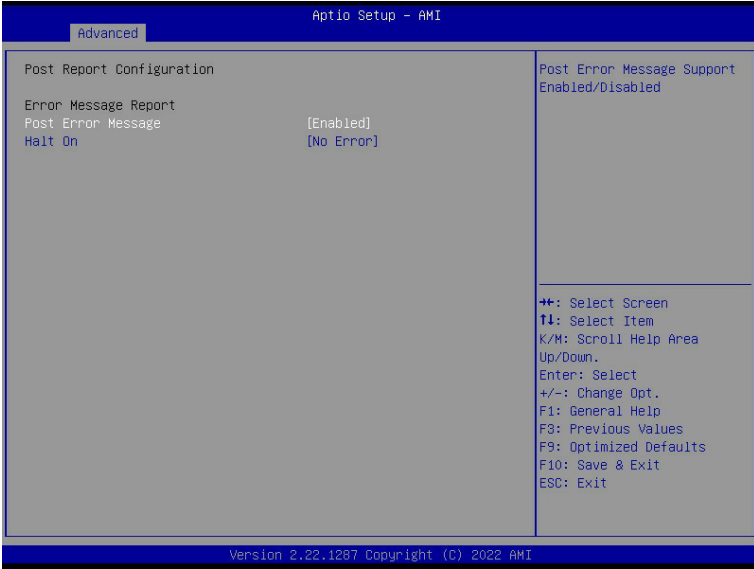 Aptio Setup – AMI
Advanced
Post Report Configuration
Error Message Report
Post Error Message [Enabled]
Halt On [No Error]
Post Error Message Support
Enabled/Disabled
→←: Select Screen
↑↓: Select Item
K/M: Scroll Help Area
Up/Down.
Enter: Select
+/-: Change Opt.
F1: General Help
F3: Previous Values
F9: Optimized Defaults
F10: Save & Exit
ESC: Exit
Version 2.22.1287 Copyright (C) 2022 AMI